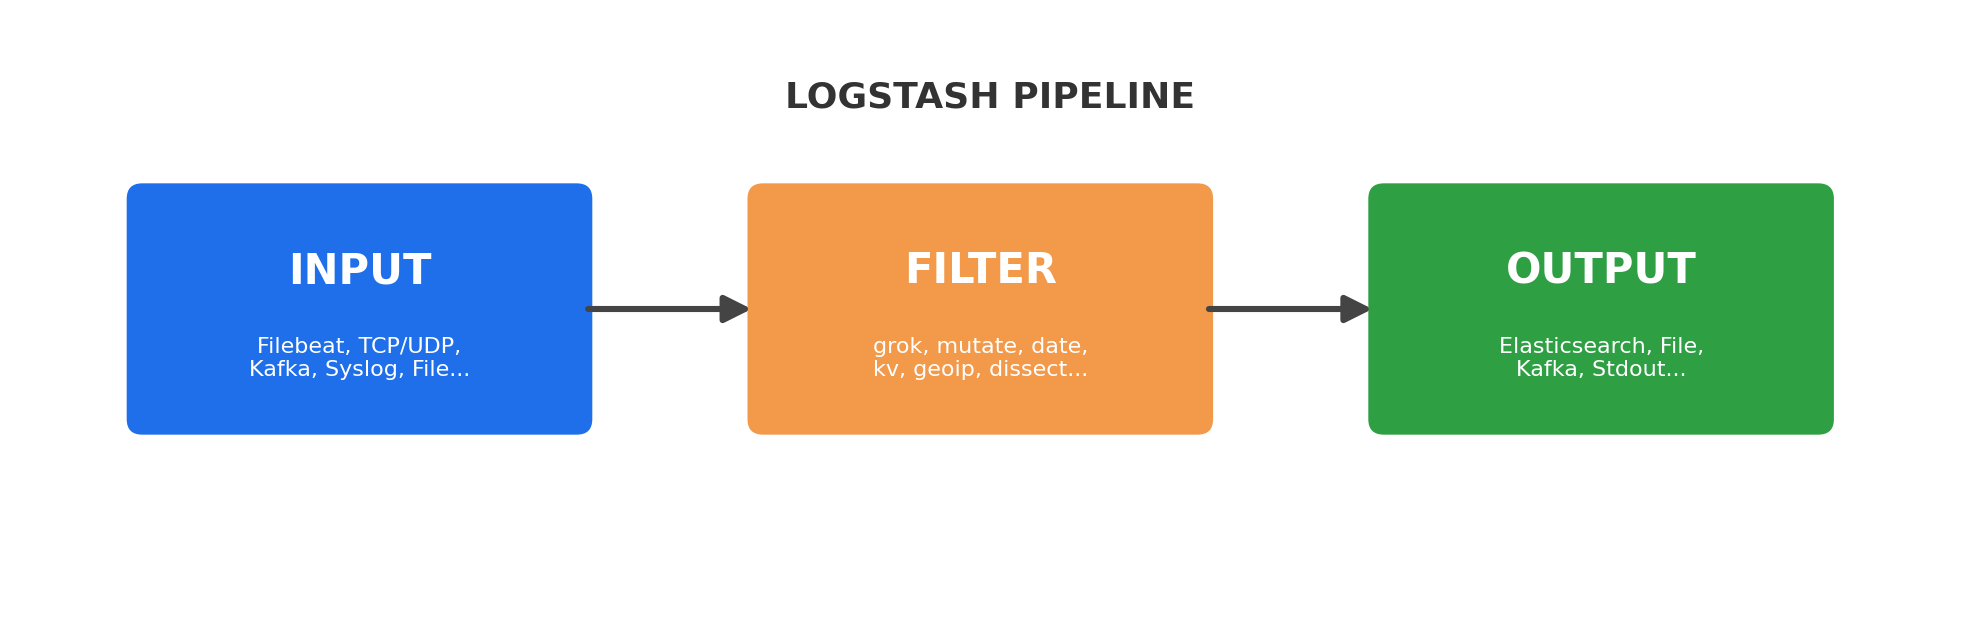 LOGSTASH PIPELINE
INPUT
Filebeat, TCP/UDP,
Kafka, Syslog, File...
FILTER
grok, mutate, date,
kv, geoip, dissect...
OUTPUT
Elasticsearch, File,
Kafka, Stdout...